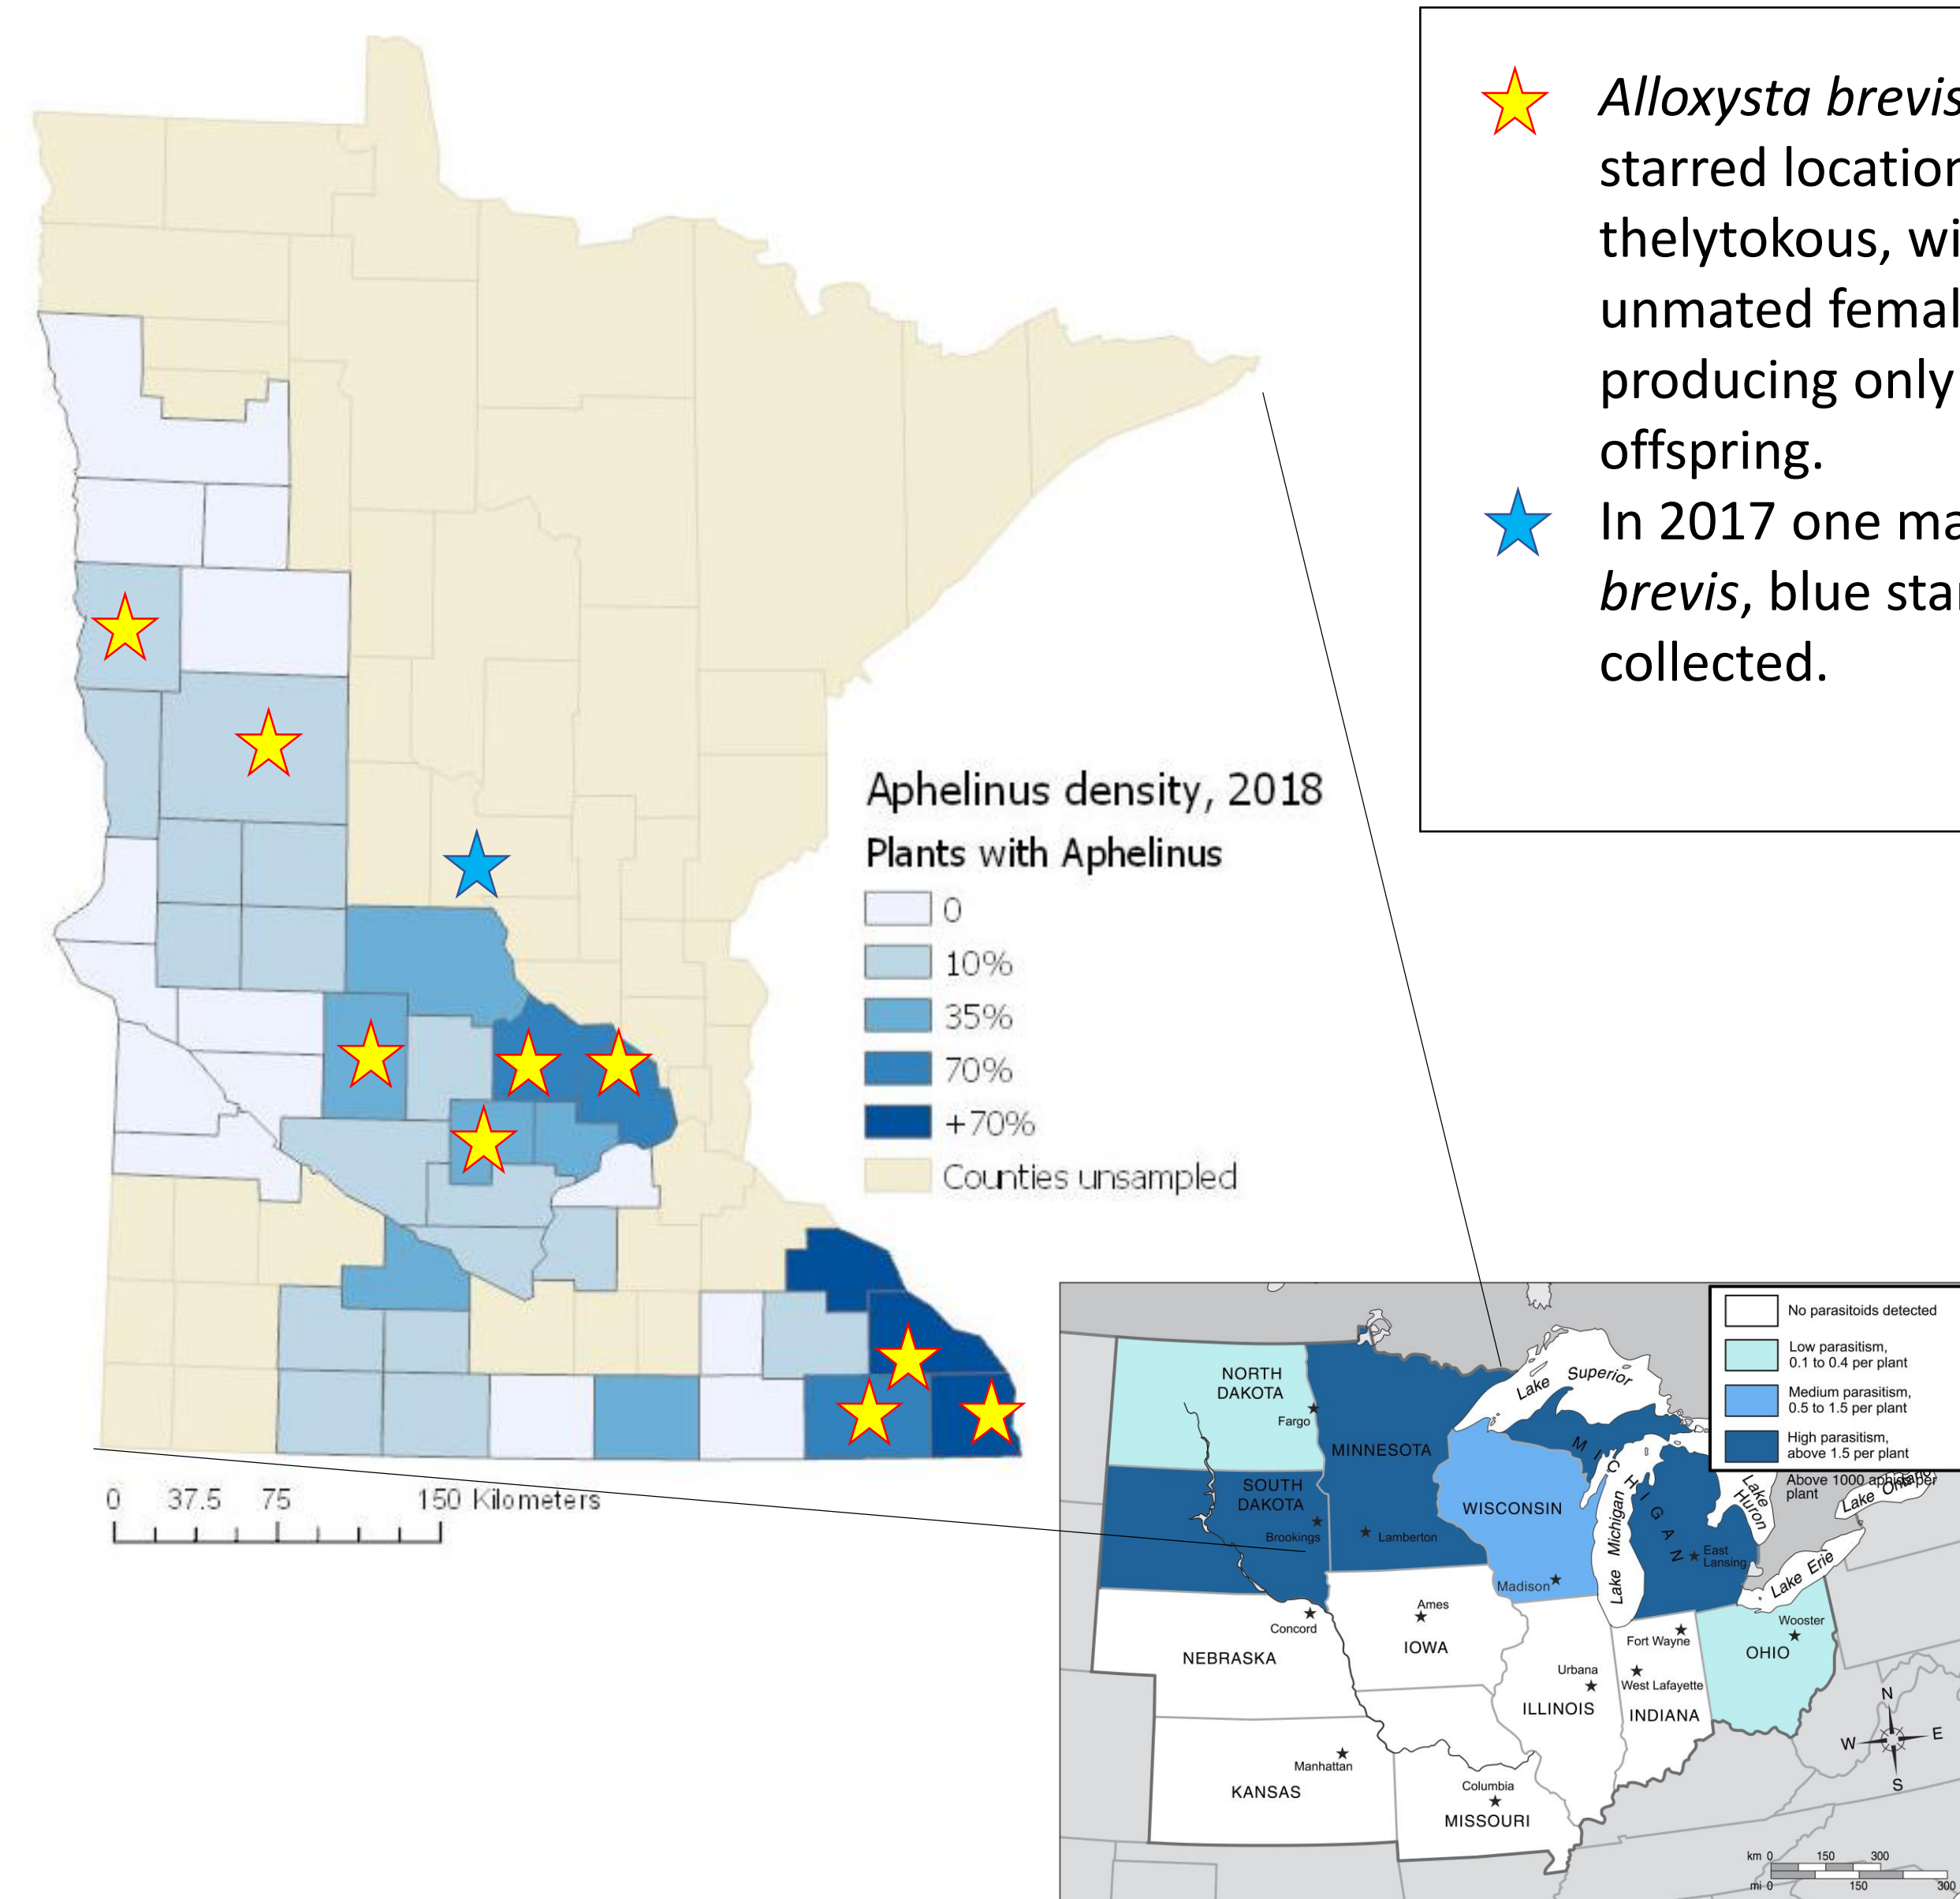 Alloxysta brevis
starred location
thelytokous, wi
unmated femal
producing only
offspring.
In 2017 one ma
brevis, blue star
collected.
Aphelinus density, 2018
Plants with Aphelinus
0
10%
35%
70%
+70%
Counties unsampled
0 37.5 75 150 Kilometers
No parasitoids detected
Low parasitism,
0.1 to 0.4 per plant
Medium parasitism,
0.5 to 1.5 per plant
High parasitism,
above 1.5 per plant
Above 1000 aphids per
plant
NORTH
DAKOTA
Fargo
MINNESOTA
Lake Superior
SOUTH
DAKOTA
Brookings
Lamberton
WISCONSIN
Madison
MICHIGAN
Lake Michigan
Lake
Huron
Lake Ontario
East
Lansing
Lake Erie
Concord
NEBRASKA
Ames
IOWA
Fort Wayne
Wooster
OHIO
Urbana
ILLINOIS
West Lafayette
INDIANA
Manhattan
KANSAS
Columbia
MISSOURI
N
W E
S
km 0 150 300
mi 0 150 300